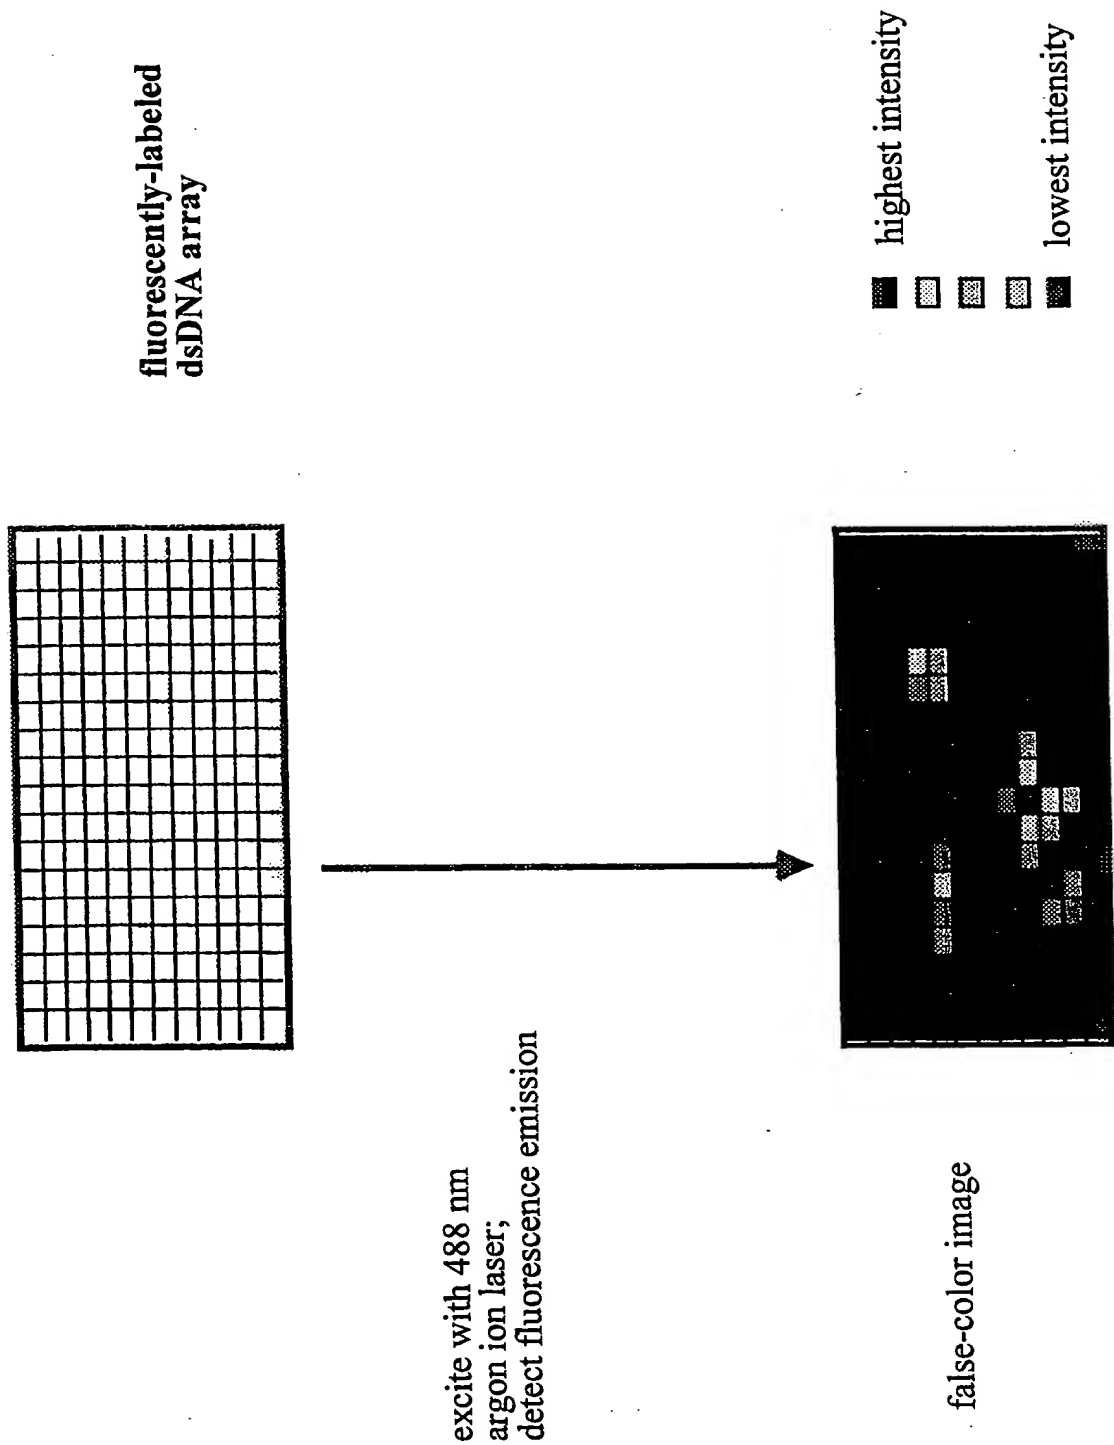 fluorescently-labeled
dsDNA array
excite with 488 nm
argon ion laser;
detect fluorescence emission
false-color image
highest intensity
lowest intensity